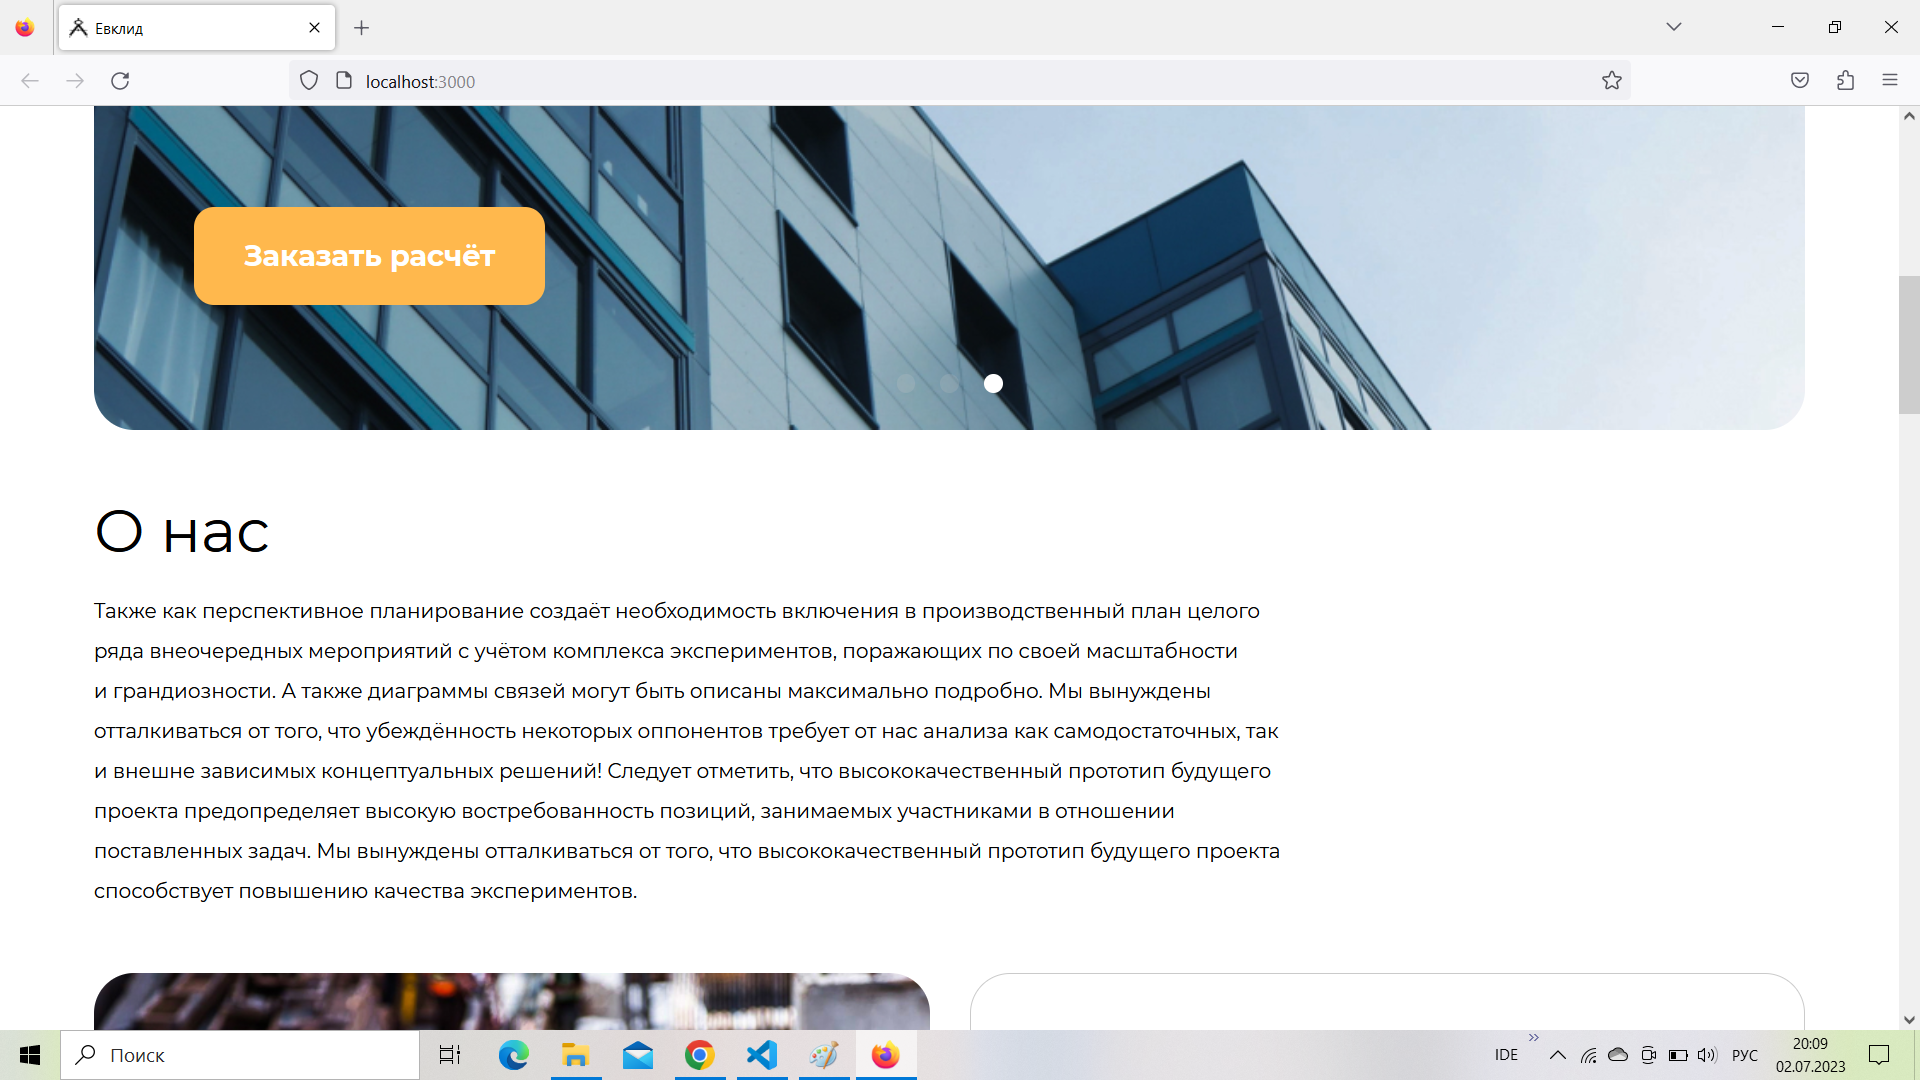 Евклид
localhost:3000
Заказать расчёт
О нас
Также как перспективное планирование создаёт необходимость включения в производственный план целого
ряда внеочередных мероприятий с учётом комплекса экспериментов, поражающих по своей масштабности
и грандиозности. А также диаграммы связей могут быть описаны максимально подробно. Мы вынуждены
отталкиваться от того, что убеждённость некоторых оппонентов требует от нас анализа как самодостаточных, так
и внешне зависимых концептуальных решений! Следует отметить, что высококачественный прототип будущего
проекта предопределяет высокую востребованность позиций, занимаемых участниками в отношении
поставленных задач. Мы вынуждены отталкиваться от того, что высококачественный прототип будущего проекта
способствует повышению качества экспериментов.
Поиск
IDE
РУС
20:09
02.07.2023